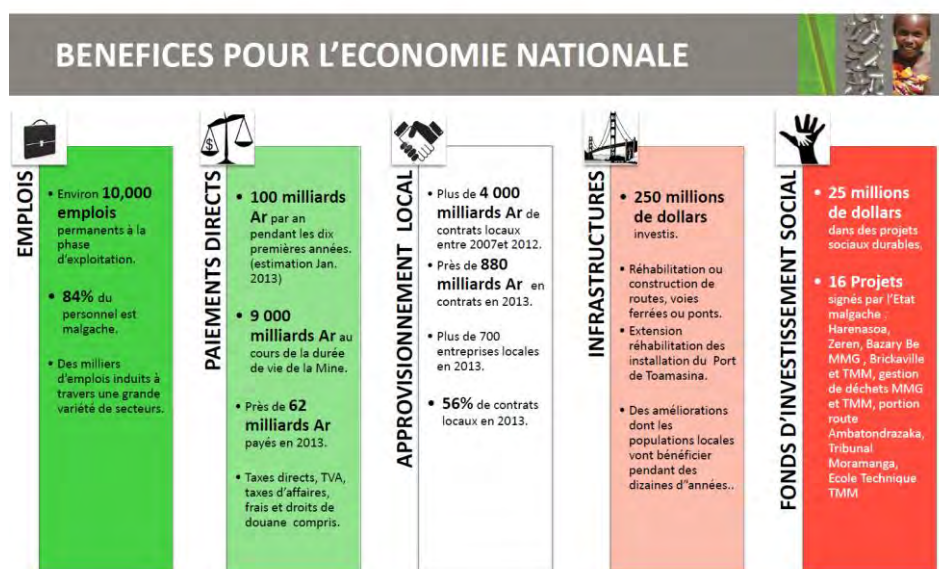 BENEFICES POUR L'ECONOMIE NATIONALE
EMPLOIS
• Environ 10,000
emplois
permanents à la
phase
d'exploitation.
• 84% du
personnel est
malgache.
• Des milliers
d'emplois induits à
travers une grande
variété de secteurs.
PAIEMENTS DIRECTS
$
• 100 milliards
Ar par an
pendant les dix
premières années.
(estimation Jan.
2013)
• 9 000
milliards Ar au
cours de la durée
de vie de la Mine.
• Près de 62
milliards Ar
payés en 2013.
• Taxes directs, TVA,
taxes d'affaires,
frais et droits de
douane compris.
APPROVISIONNEMENT LOCAL
• Plus de 4 000
milliards Ar de
contrats locaux
entre 2007et 2012.
• Près de 880
milliards Ar en
contrats en 2013.
• Plus de 700
entreprises locales
en 2013.
• 56% de contrats
locaux en 2013.
INFRASTRUCTURES
• 250 millions
de dollars
investis.
• Réhabilitation ou
construction de
routes, voies
ferrées ou ponts.
• Extension
réhabilitation des
installation du Port
de Toamasina.
• Des améliorations
dont les
populations locales
vont bénéficier
pendant des
dizaines d"années..
FONDS D'INVESTISSEMENT SOCIAL
• 25 millions
de dollars
dans des projets
sociaux durables.
• 16 Projets
signés par l'Etat
malgache :
Harenasoa,
Zeren, Bazary Be
MMG , Brickaville
et TMM, gestion
de déchets MMG
et TMM, portion
route
Ambatondrazaka,
Tribunal
Moramanga,
Ecole Technique
TMM